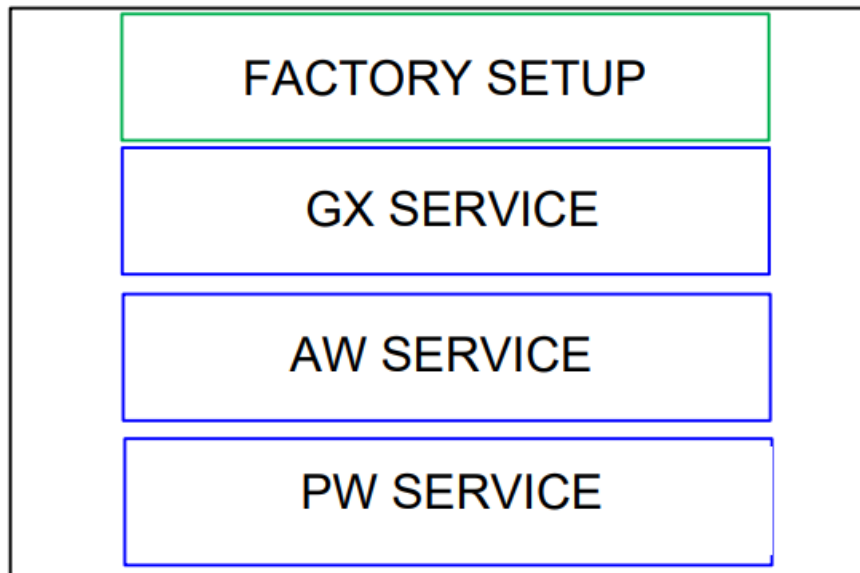 FACTORY SETUP
GX SERVICE
AW SERVICE
PW SERVICE